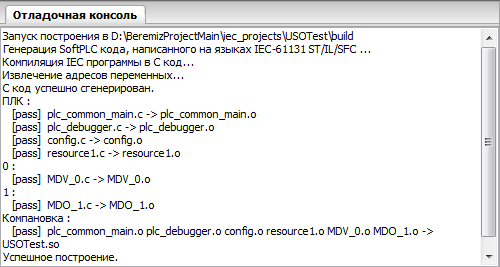 Отладочная консоль
Запуск построения в D:\BeremizProjectMain\iec_projects\USOTest\build
Генерация SoftPLC кода, написанного на языках IEC-61131 ST/IL/SFC ...
Компиляция IEC программы в С код...
Извлечение адресов переменных...
С код успешно сгенерирован.
ПЛК :
[pass] plc_common_main.c -> plc_common_main.o
[pass] plc_debugger.c -> plc_debugger.o
[pass] config.c -> config.o
[pass] resource1.c -> resource1.o
0 :
[pass] MDV_0.c -> MDV_0.o
1 :
[pass] MDO_1.c -> MDO_1.o
Компановка :
[pass] plc_common_main.o plc_debugger.o config.o resource1.o MDV_0.o MDO_1.o ->
USOTest.so
Успешное построение.